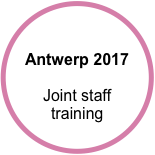 Antwerp 2017
Joint staff
training